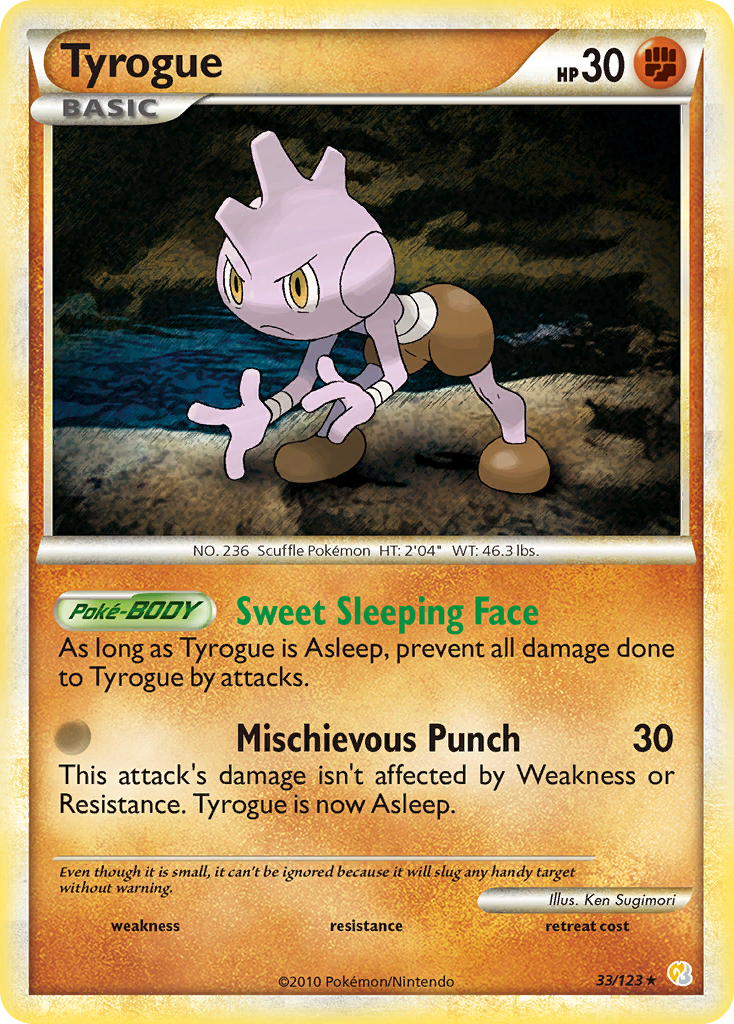 Tyrogue
HP 30
BASIC
NO. 236 Scuffle Pokémon HT: 2'04" WT: 46.3 lbs.
Poké-BODY Sweet Sleeping Face
As long as Tyrogue is Asleep, prevent all damage done
to Tyrogue by attacks.
Mischievous Punch 30
This attack's damage isn't affected by Weakness or
Resistance. Tyrogue is now Asleep.
Even though it is small, it can't be ignored because it will slug any handy target
without warning.
Illus. Ken Sugimori
weakness resistance retreat cost
©2010 Pokémon/Nintendo 33/123 ★